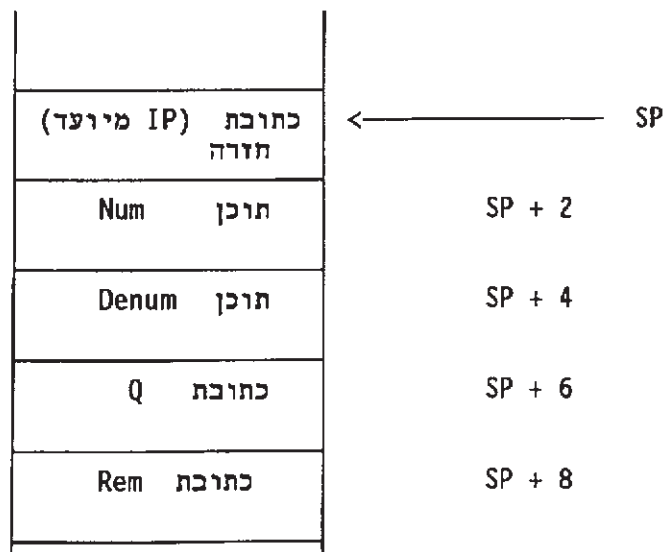 כתובת (IP מיועד) <——— SP
חזרה
תוכן Num SP + 2
תוכן Denum SP + 4
כתובת Q SP + 6
כתובת Rem SP + 8